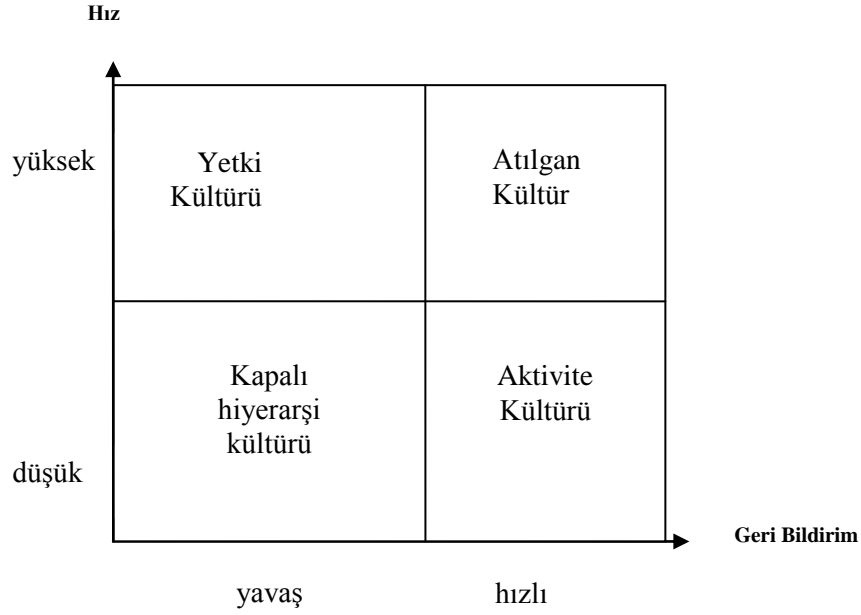 Hız
yüksek
Yetki
Kültürü
Atılgan
Kültür
Kapalı
hiyerarşi
kültürü
Aktivite
Kültürü
düşük
Geri Bildirim
yavaş
hızlı